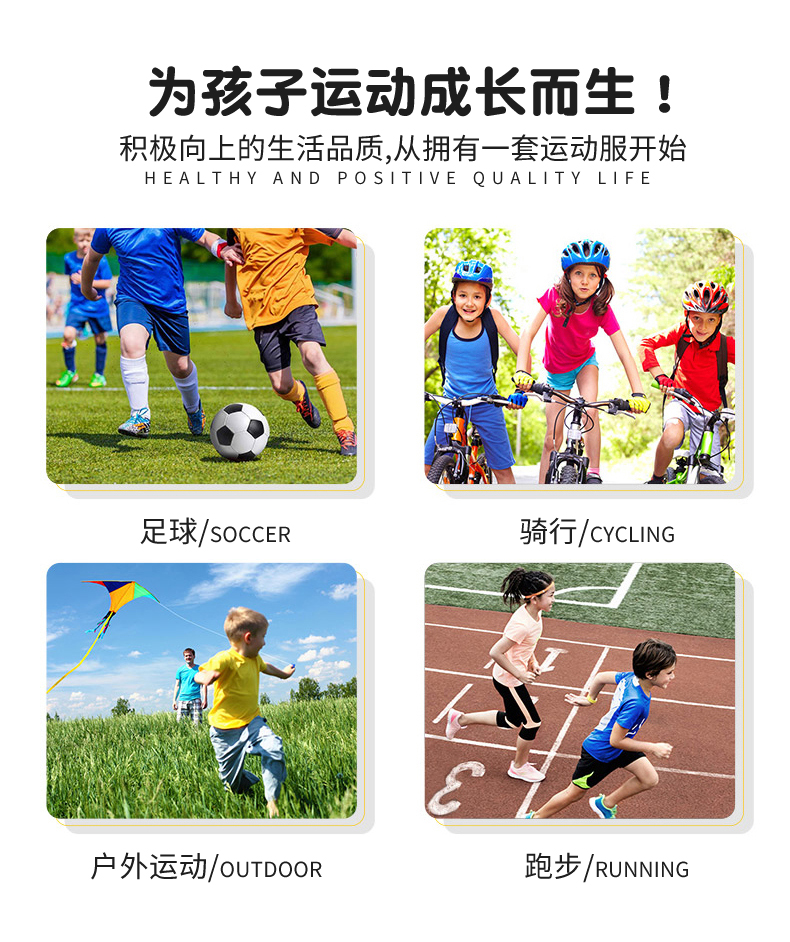 为孩子运动成长而生！
积极向上的生活品质,从拥有一套运动服开始
HEALTHY AND POSITIVE QUALITY LIFE
足球/SOCCER
骑行/CYCLING
1
3
户外运动/OUTDOOR
跑步/RUNNING